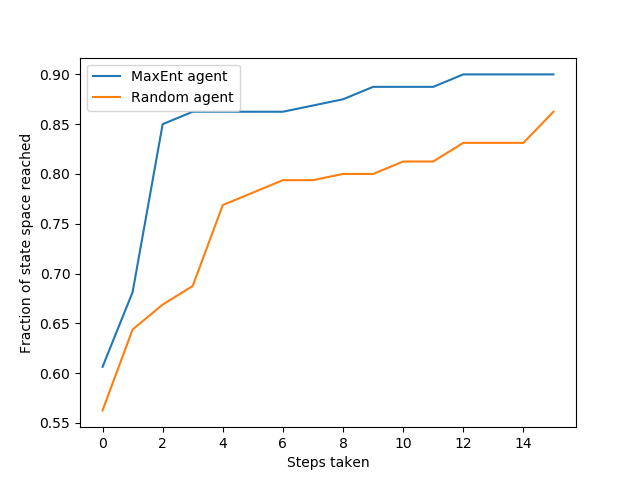 MaxEnt agent
Random agent
Fraction of state space reached
0.90
0.85
0.80
0.75
0.70
0.65
0.60
0.55
0 2 4 6 8 10 12 14
Steps taken